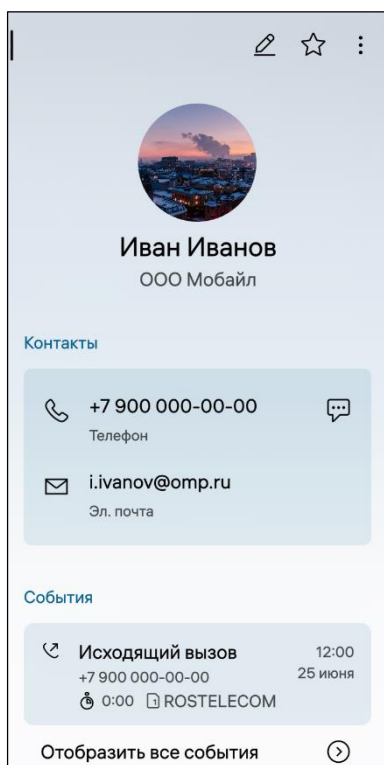 Иван Иванов
ООО Мобайл
Контакты
+7 900 000-00-00
Телефон
i.ivanov@omp.ru
Эл. почта
События
Исходящий вызов 12:00
+7 900 000-00-00 25 июня
0:00 1 ROSTELECOM
Отобразить все события